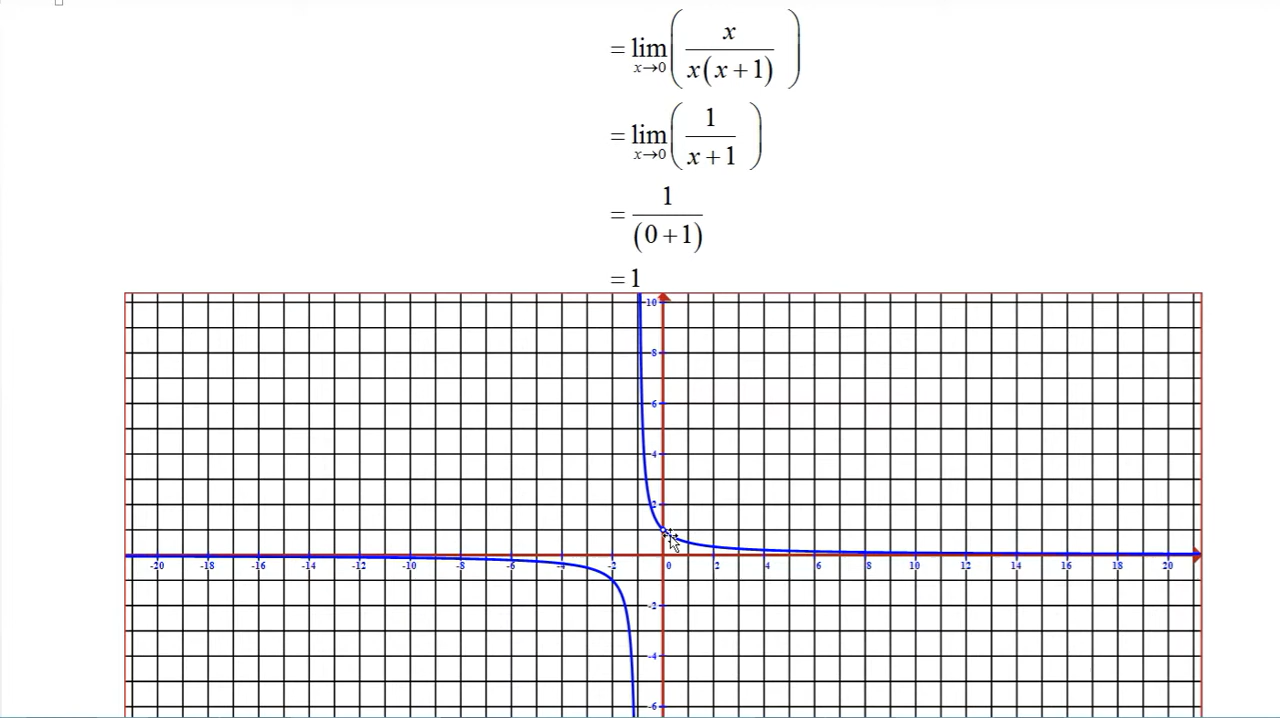 = lim x→0 ( x / x(x+1) )
= lim x→0 ( 1 / x+1 )
= 1 / (0+1)
= 1
10
8
6
4
2
-20 -18 -16 -14 -12 -10 -8 -6 -4 -2 0 2 4 6 8 10 12 14 16 18 20
-2
-4
-6